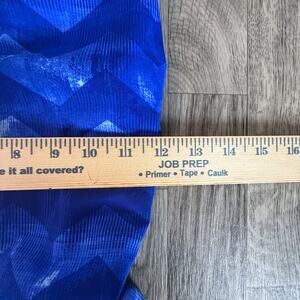 8 9 10 11 12 13 14 15 16
JOB PREP
e it all covered? • Primer • Tape • Caulk